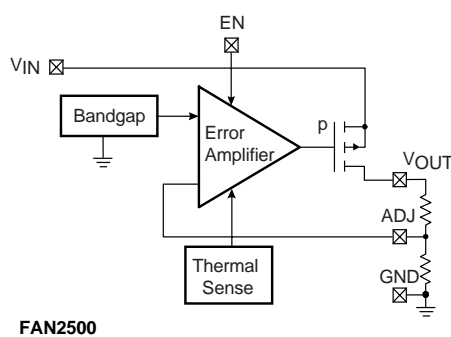 EN
VIN
Bandgap
Error
Amplifier
p
VOUT
ADJ
Thermal
Sense
GND
FAN2500